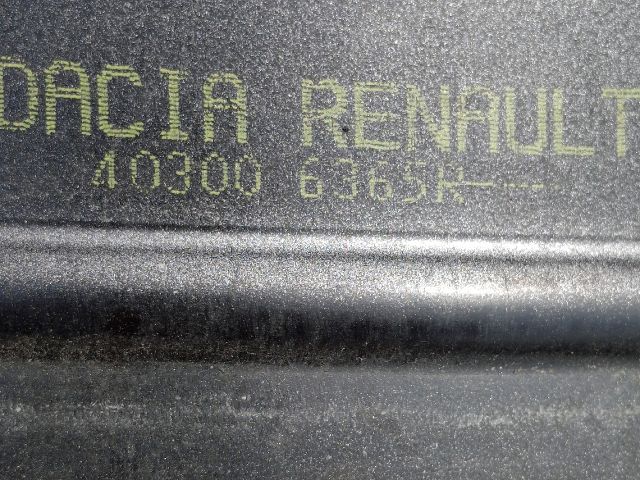 DACIA RENAULT
40300 6365R---